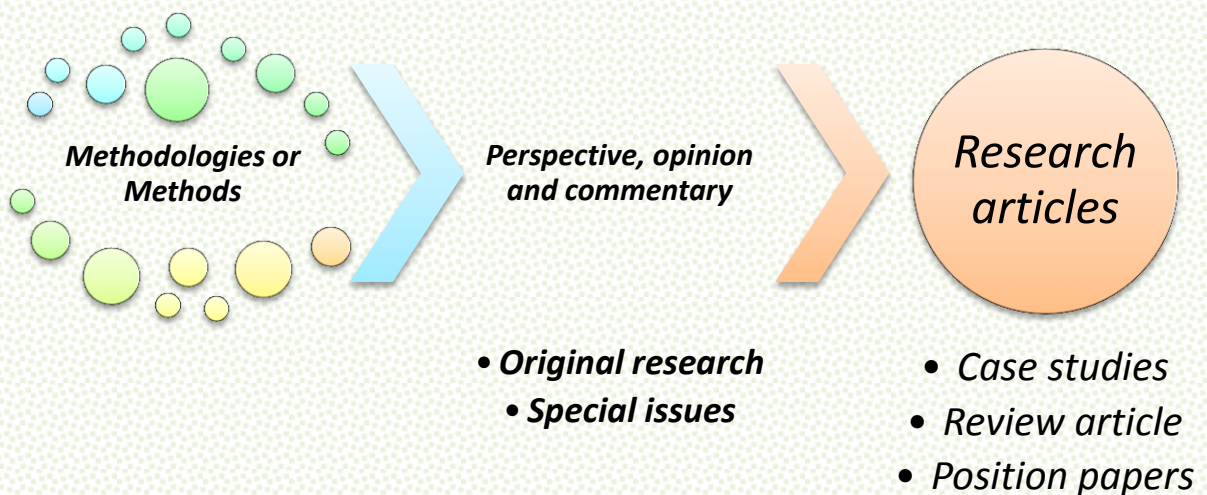 Methodologies or
Methods
Perspective, opinion
and commentary
• Original research
• Special issues
Research
articles
• Case studies
• Review article
• Position papers